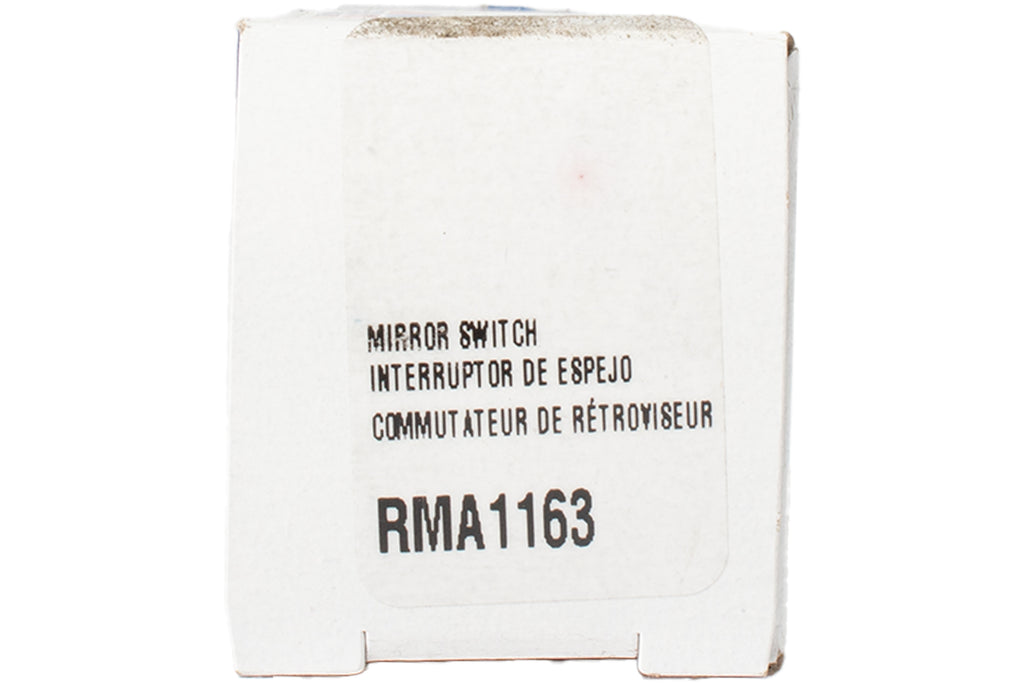 MIRROR SWITCH
INTERRUPTOR DE ESPEJO
COMMUTATEUR DE RÉTROVISEUR
RMA1163